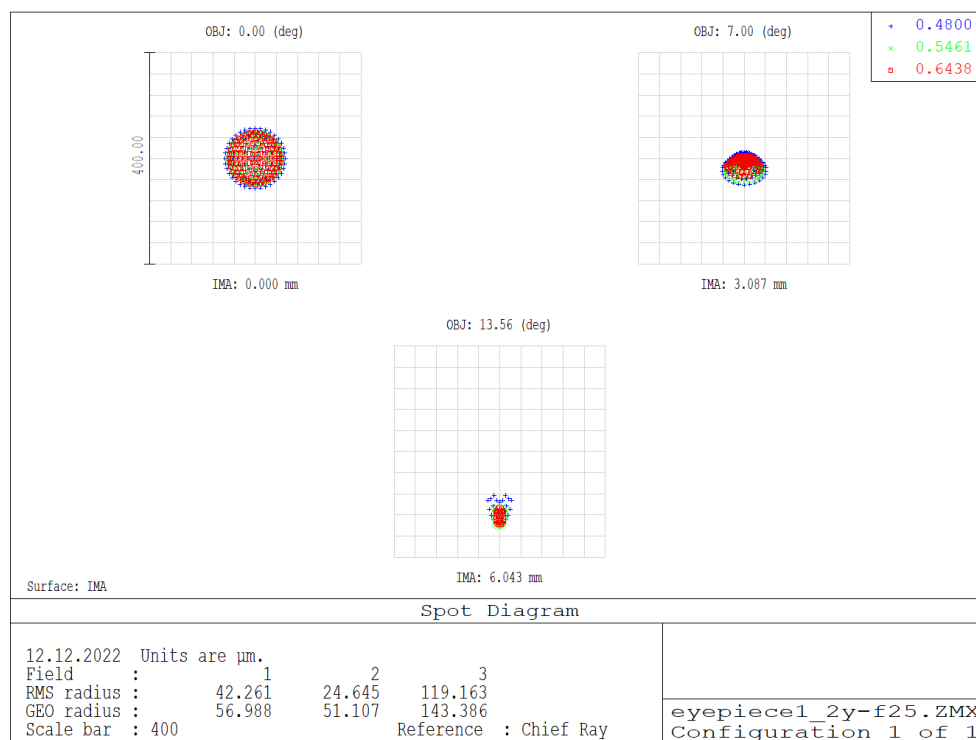 OBJ: 0.00 (deg)
OBJ: 7.00 (deg)
+ 0.4800
× 0.5461
0.6438
400.00
IMA: 0.000 mm
IMA: 3.087 mm
OBJ: 13.56 (deg)
IMA: 6.043 mm
Surface: IMA
Spot Diagram
12.12.2022 Units are µm.
Field : 1 2 3
RMS radius : 42.261 24.645 119.163
GEO radius : 56.988 51.107 143.386
Scale bar : 400 Reference : Chief Ray
eyepiece1_2y-f25.ZMX
Configuration 1 of 1